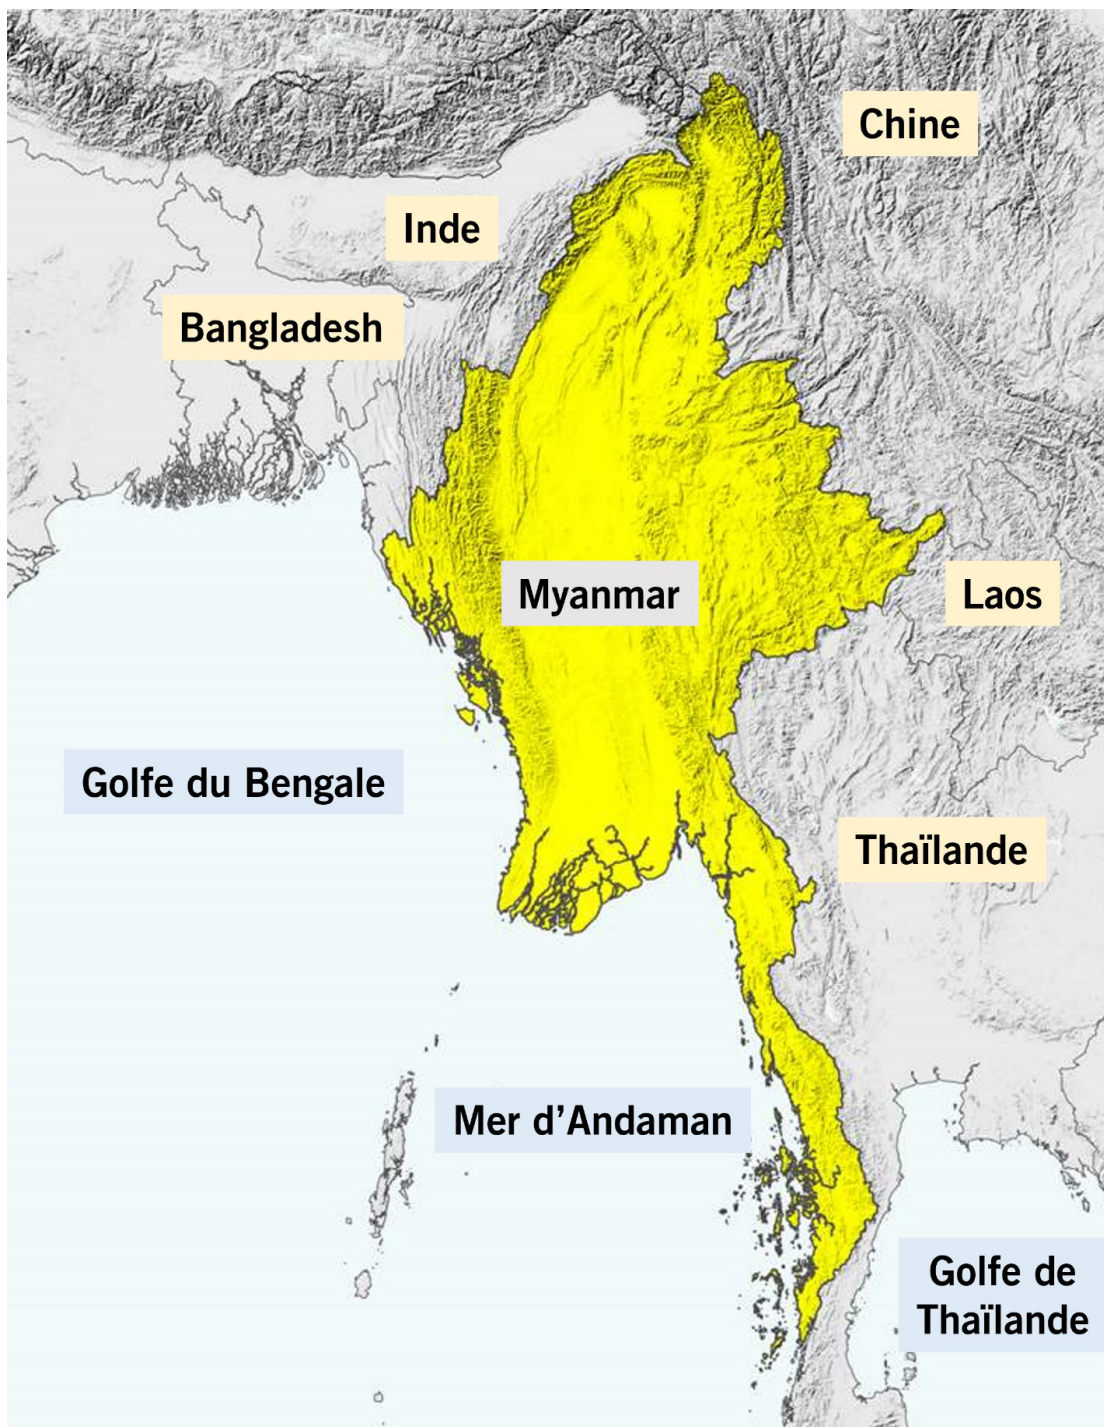 Chine
Inde
Bangladesh
Myanmar
Laos
Golfe du Bengale
Thaïlande
Mer d’Andaman
Golfe de
Thaïlande